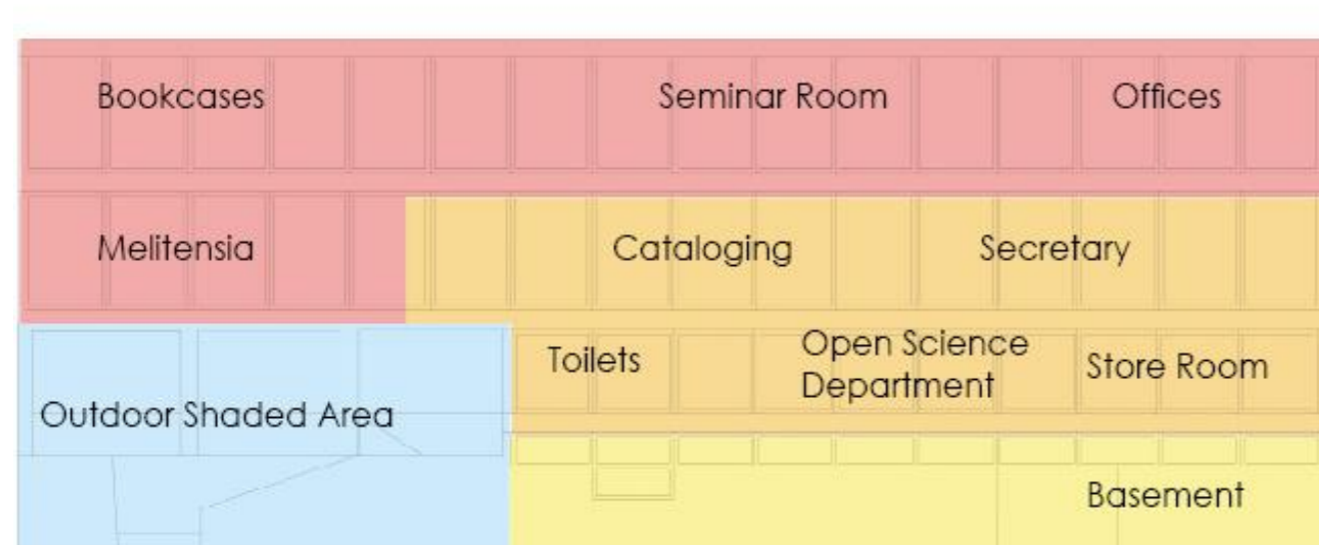 Bookcases
Seminar Room
Offices
Melitensia
Cataloging
Secretary
Toilets
Open Science
Department
Store Room
Outdoor Shaded Area
Basement